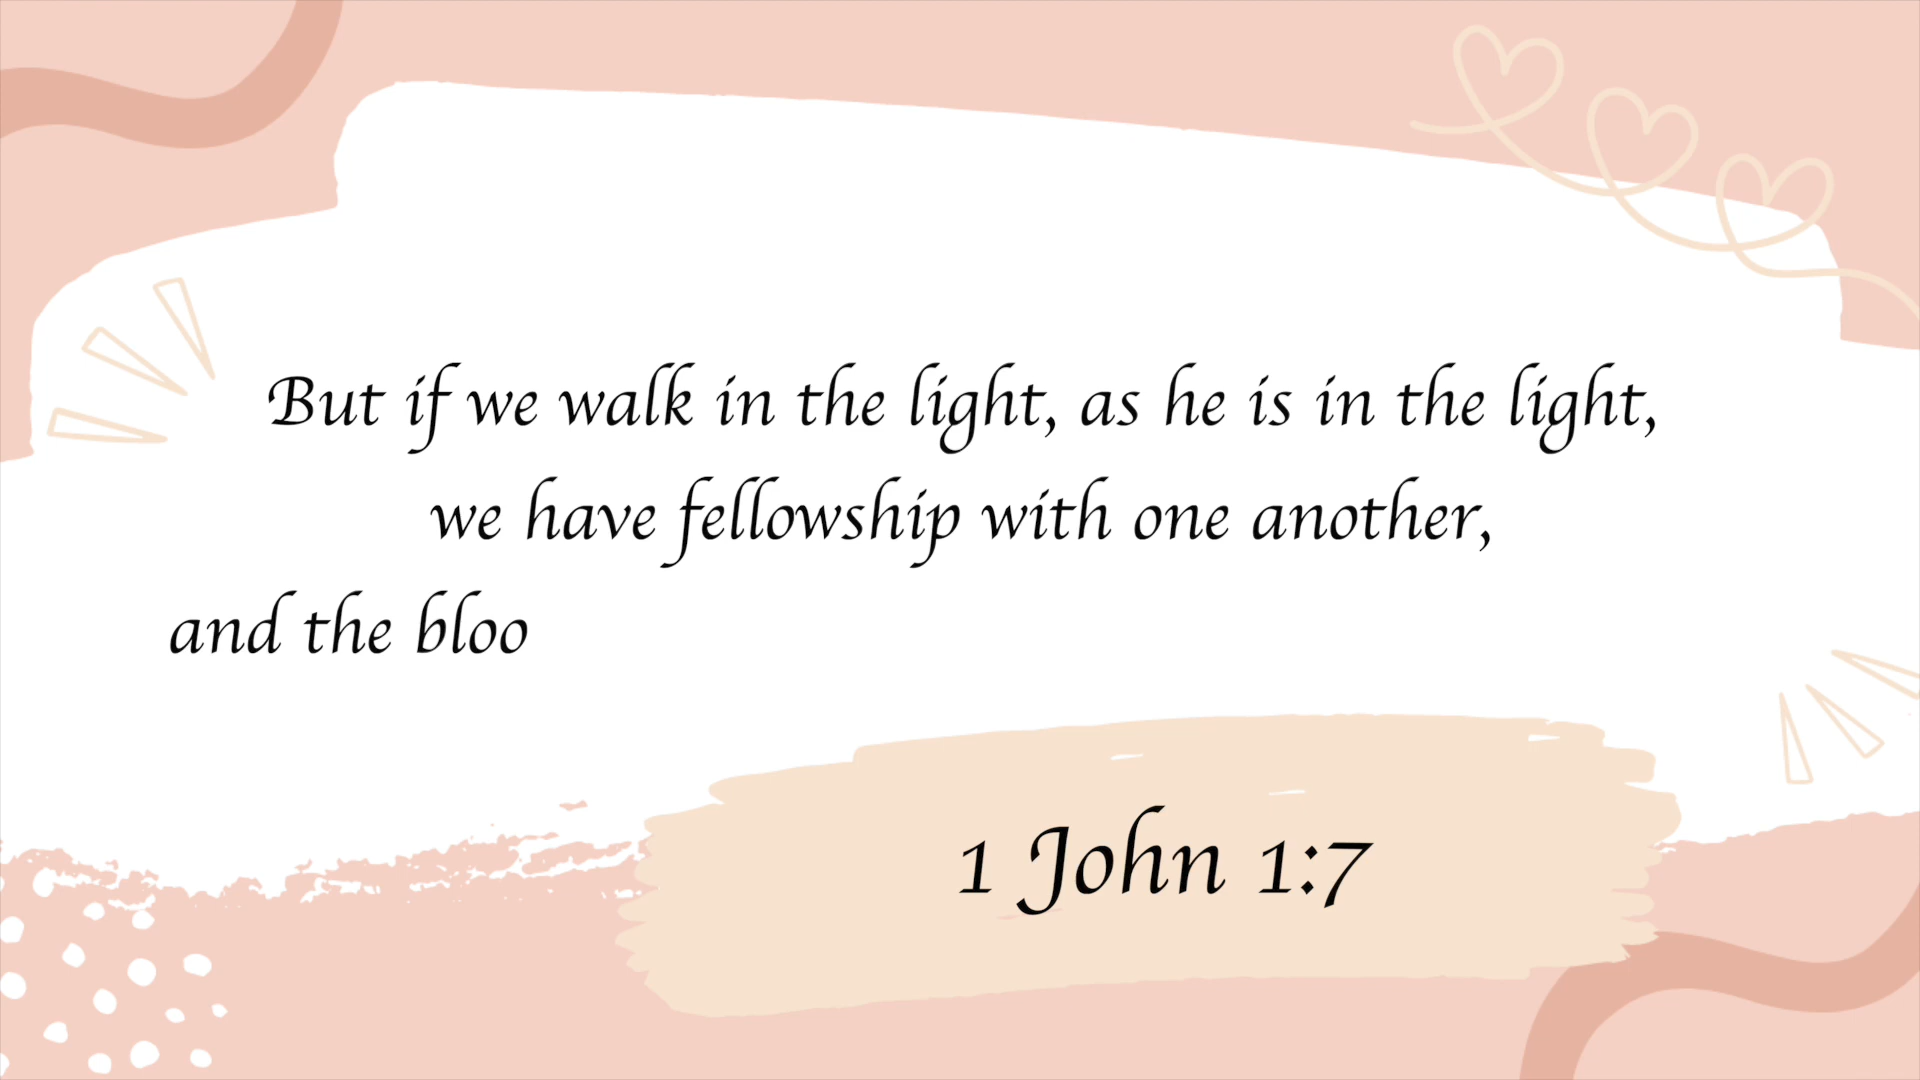 But if we walk in the light, as he is in the light,
we have fellowship with one another,
and the bloo
1 John 1:7